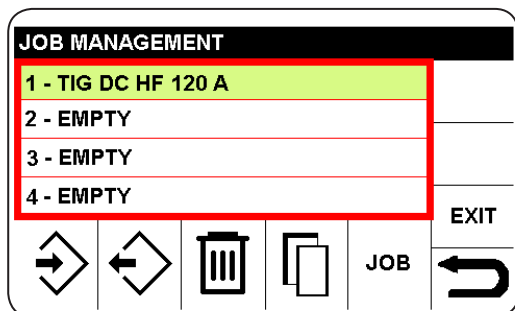 JOB MANAGEMENT
1 - TIG DC HF 120 A
2 - EMPTY
3 - EMPTY
4 - EMPTY
EXIT
JOB